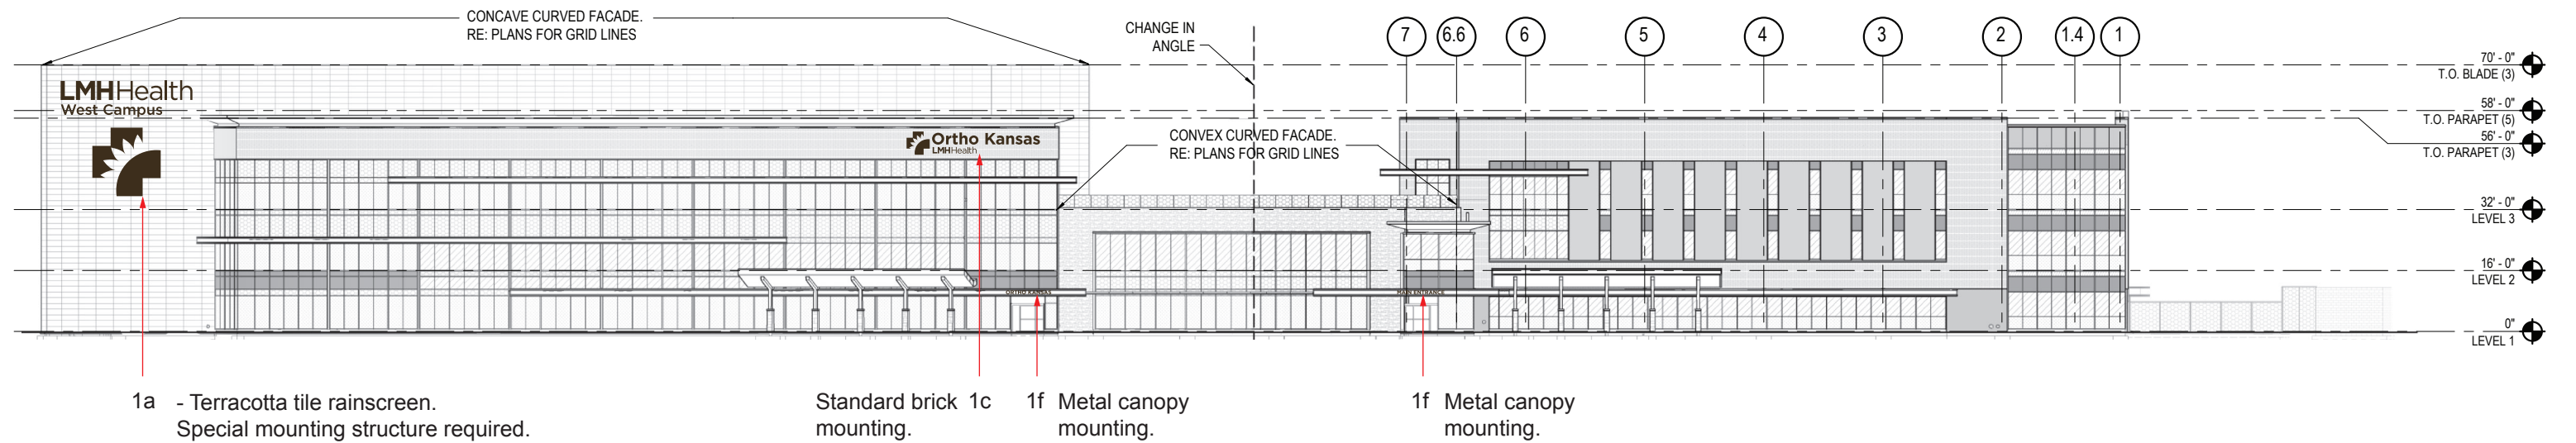 CONCAVE CURVED FACADE.
RE: PLANS FOR GRID LINES
CHANGE IN
ANGLE
7
6.6
6
5
4
3
2
1.4
1
70' - 0"
T.O. BLADE (3)
58' - 0"
T.O. PARAPET (5)
56' - 0"
T.O. PARAPET (3)
32' - 0"
LEVEL 3
16' - 0"
LEVEL 2
0"
LEVEL 1
LMHHealth
West Campus
Ortho Kansas
LMHHealth
CONVEX CURVED FACADE.
RE: PLANS FOR GRID LINES
ORTHO KANSAS
MAIN ENTRANCE
1a - Terracotta tile rainscreen.
Special mounting structure required.
Standard brick 1c
mounting.
1f Metal canopy
mounting.
1f Metal canopy
mounting.